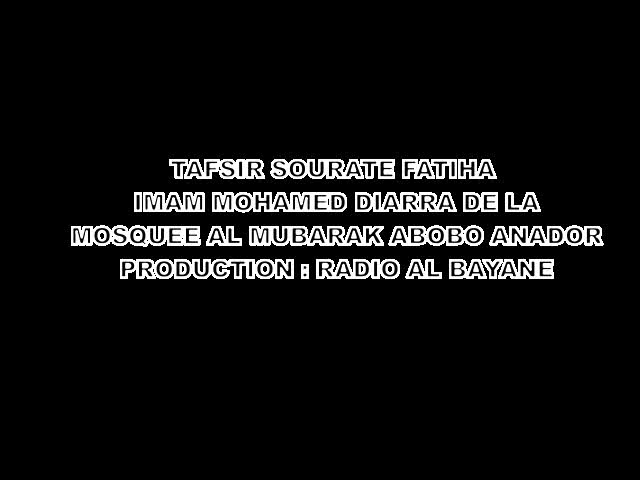 TAFSIR SOURATE FATIHA
IMAM MOHAMED DIARRA DE LA
MOSQUEE AL MUBARAK ABOBO ANADOR
PRODUCTION : RADIO AL BAYANE